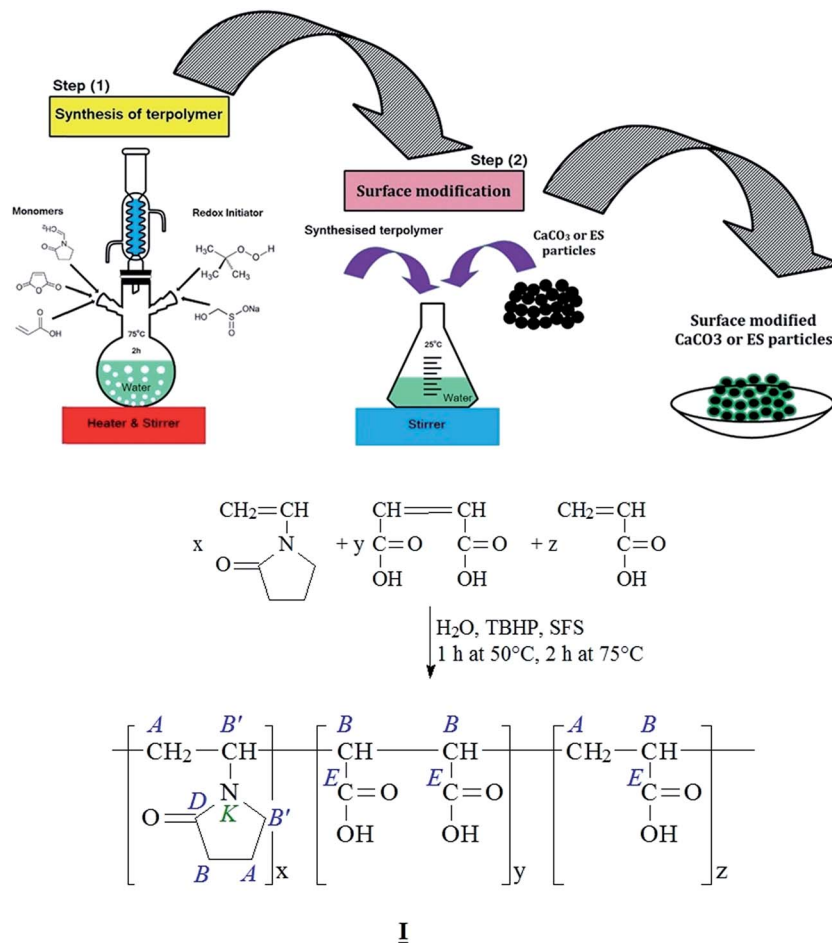 Step (1)
Synthesis of terpolymer
Step (2)
Surface modification
Monomers
Redox Initiator
Synthesised terpolymer
CaCO₃ or ES
particles
H₃C
CH₃
CH₃
O
O
H
HO
S
O
ONa
O
N
O
O
O
O
OH
75°C
2h
Water
Heater & Stirrer
25°C
Water
Stirrer
Surface modified
CaCO3 or ES particles
CH₂=CH CH=CH CH₂=CH
x N + y C=O C=O + z C=O
O OH OH OH
H₂O, TBHP, SFS
1 h at 50°C, 2 h at 75°C
A B' B B A B
CH₂ CH CH CH CH₂ CH
D N E C=O E C=O E C=O
O K B' OH OH OH
B A x y z
I